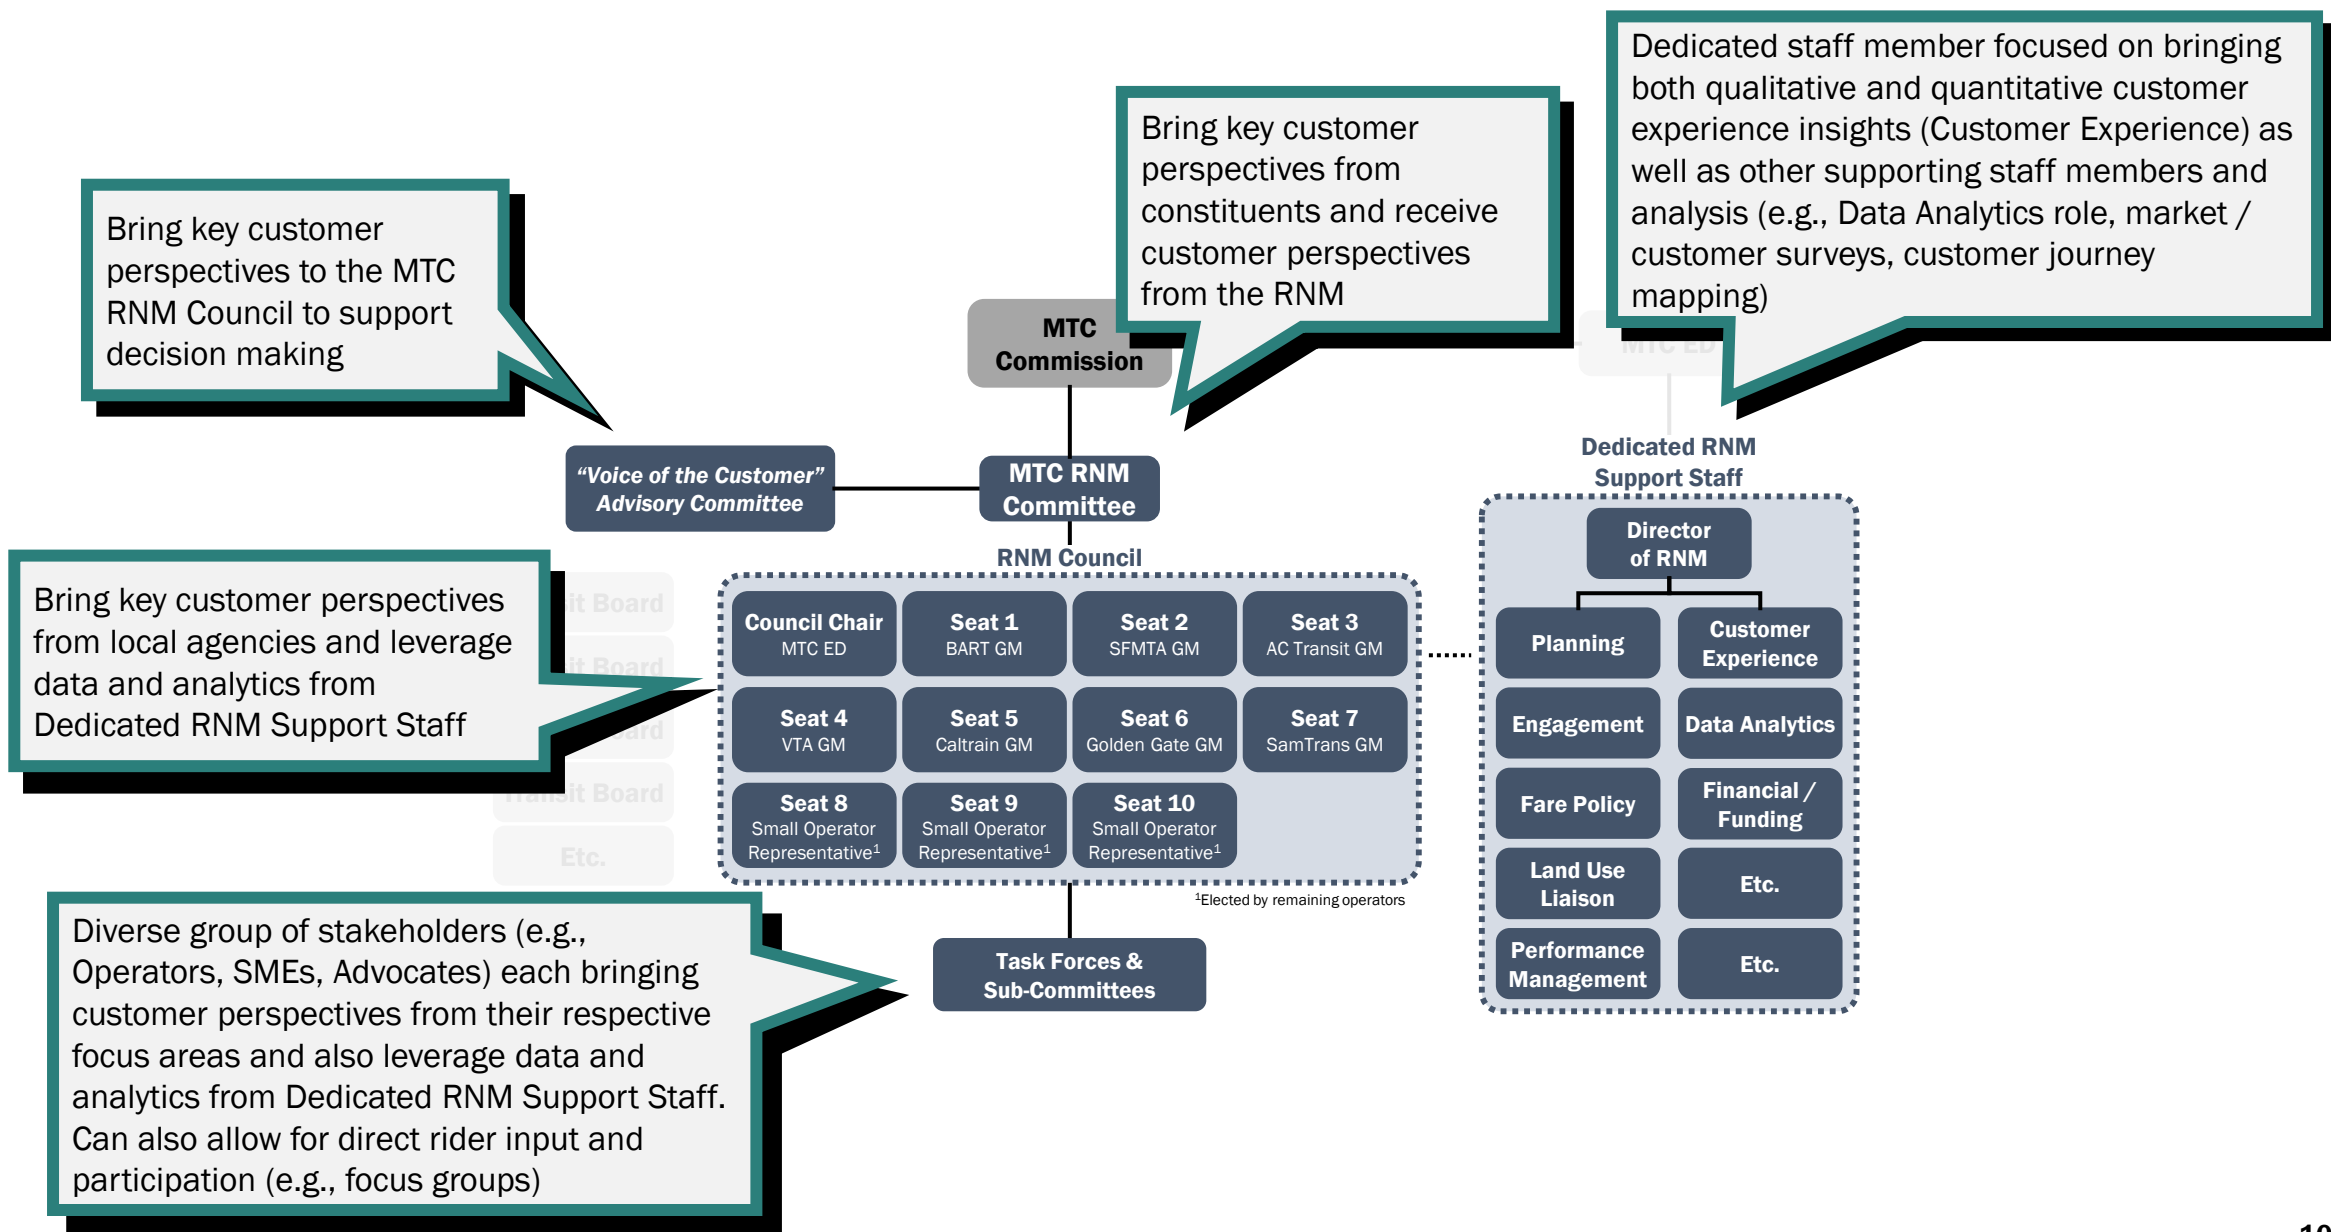 Dedicated staff member focused on bringing
both qualitative and quantitative customer
experience insights (Customer Experience) as
well as other supporting staff members and
analysis (e.g., Data Analytics role, market /
customer surveys, customer journey
mapping)
Bring key customer
perspectives from
constituents and receive
customer perspectives
from the RNM
Bring key customer
perspectives to the MTC
RNM Council to support
decision making
MTC
Commission
MTC ED
"Voice of the Customer"
Advisory Committee
MTC RNM
Committee
Dedicated RNM
Support Staff
Director
of RNM
Planning
Customer
Experience
Engagement
Data Analytics
Fare Policy
Financial /
Funding
Land Use
Liaison
Etc.
Performance
Management
Etc.
RNM Council
Council Chair
MTC ED
Seat 1
BART GM
Seat 2
SFMTA GM
Seat 3
AC Transit GM
Seat 4
VTA GM
Seat 5
Caltrain GM
Seat 6
Golden Gate GM
Seat 7
SamTrans GM
Seat 8
Small Operator
Representative¹
Seat 9
Small Operator
Representative¹
Seat 10
Small Operator
Representative¹
¹Elected by remaining operators
Bring key customer perspectives
from local agencies and leverage
data and analytics from
Dedicated RNM Support Staff
Board
Board
Transit Board
Etc.
Task Forces &
Sub-Committees
Diverse group of stakeholders (e.g.,
Operators, SMEs, Advocates) each bringing
customer perspectives from their respective
focus areas and also leverage data and
analytics from Dedicated RNM Support Staff.
Can also allow for direct rider input and
participation (e.g., focus groups)